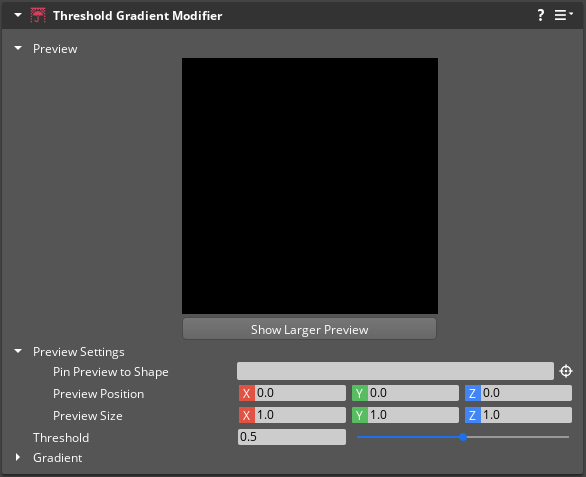 Threshold Gradient Modifier ?
Preview
Show Larger Preview
Preview Settings
Pin Preview to Shape
Preview Position X 0.0 Y 0.0 Z 0.0
Preview Size X 1.0 Y 1.0 Z 1.0
Threshold 0.5
Gradient